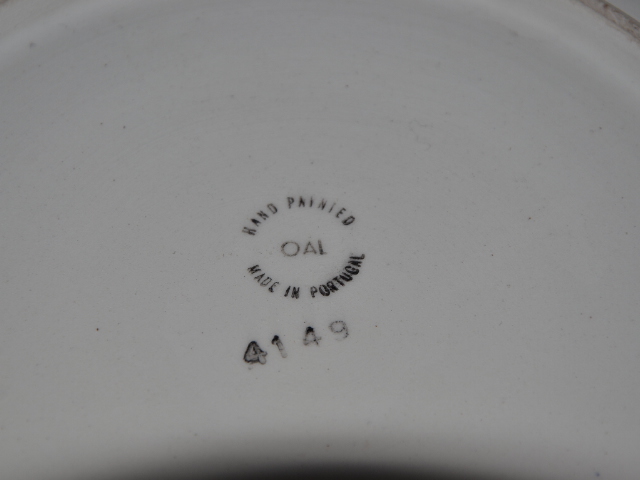 HAND PAINTED
OAL
MADE IN PORTUGAL
4149